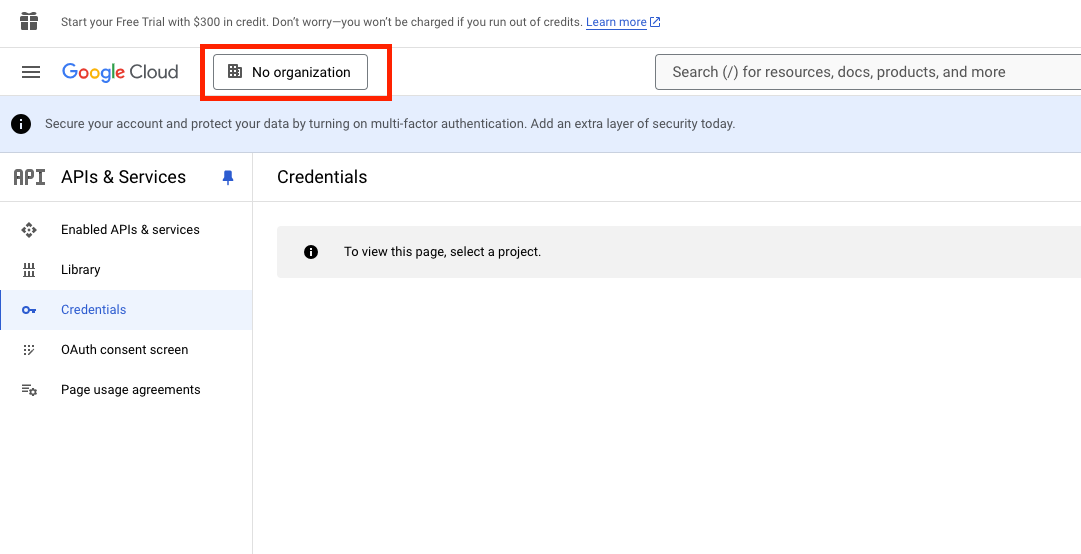 Start your Free Trial with $300 in credit. Don't worry—you won't be charged if you run out of credits. Learn more
Google Cloud
No organization
Search (/) for resources, docs, products, and more
Secure your account and protect your data by turning on multi-factor authentication. Add an extra layer of security today.
API
APIs & Services
Credentials
Enabled APIs & services
To view this page, select a project.
Library
Credentials
OAuth consent screen
Page usage agreements